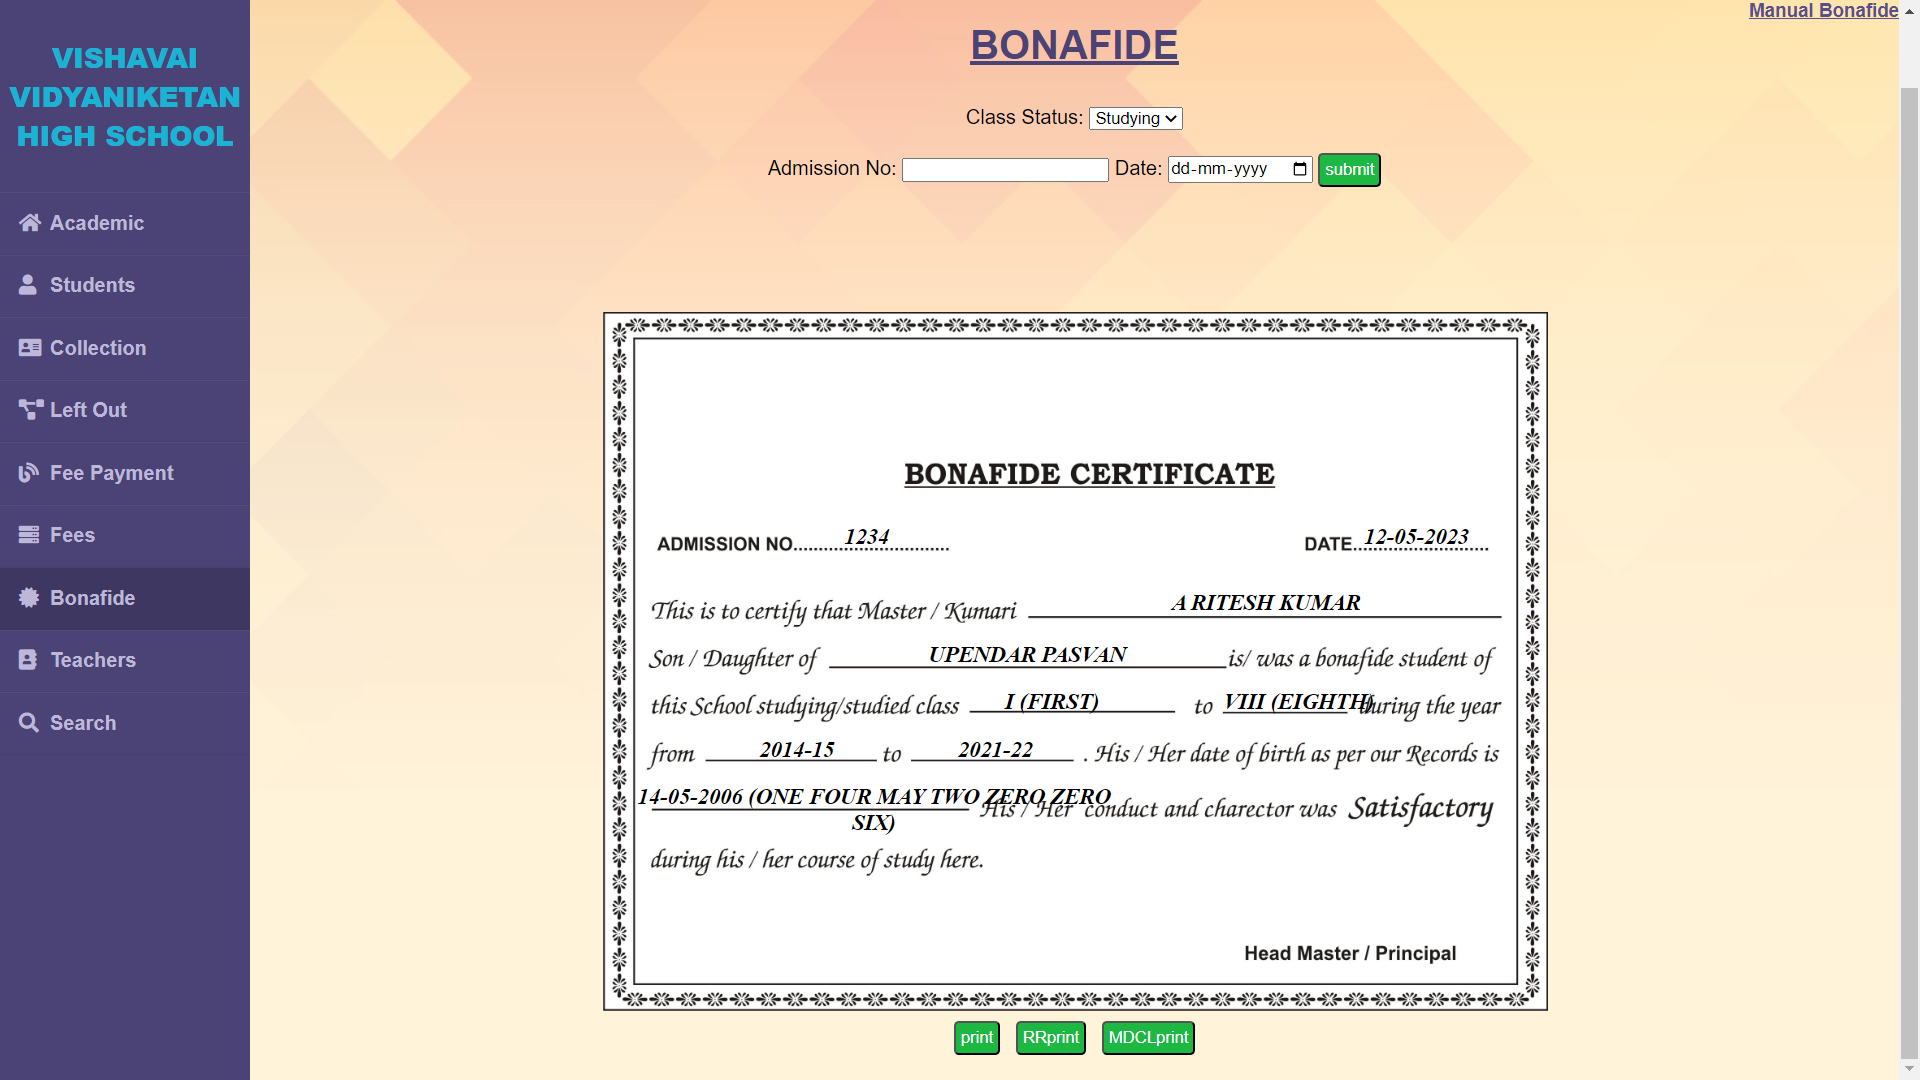 Manual Bonafide
VISHAVAI
VIDYANIKETAN
HIGH SCHOOL
Academic
Students
Collection
Left Out
Fee Payment
Fees
Bonafide
Teachers
Search
BONAFIDE
Class Status: Studying
Admission No: Date: dd-mm-yyyy submit
BONAFIDE CERTIFICATE
ADMISSION NO. 1234 DATE. 12-05-2023
This is to certify that Master / Kumari A RITESH KUMAR
Son / Daughter of UPENDAR PASVAN is/ was a bonafide student of
this School studying/studied class I (FIRST) to VIII (EIGHTH) during the year
from 2014-15 to 2021-22 . His / Her date of birth as per our Records is
14-05-2006 (ONE FOUR MAY TWO ZERO ZERO SIX) His / Her conduct and charector was Satisfactory
during his / her course of study here.
Head Master / Principal
print RRprint MDCLprint